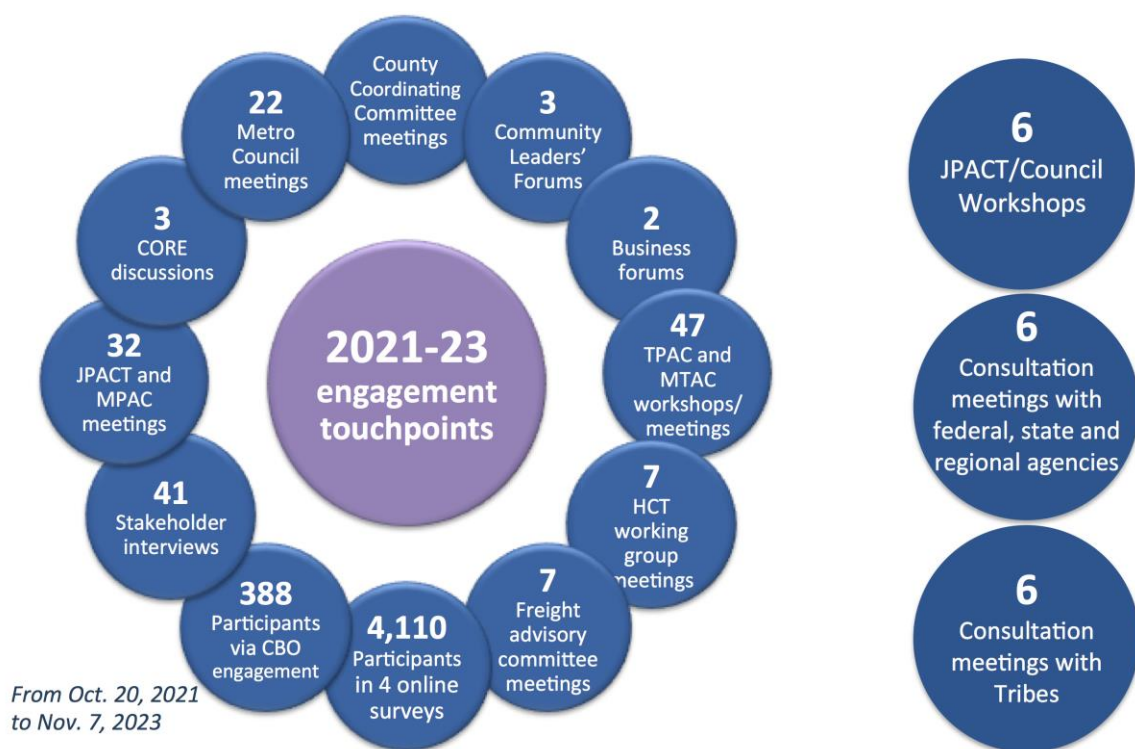 County
Coordinating
Committee
meetings
3
Community
Leaders'
Forums
2
Business
forums
47
TPAC and
MTAC
workshops/
meetings
7
HCT
working
group
meetings
7
Freight
advisory
committee
meetings
4,110
Participants
in 4 online
surveys
388
Participants
via CBO
engagement
41
Stakeholder
interviews
32
JPACT and
MPAC
meetings
3
CORE
discussions
22
Metro
Council
meetings
2021-23
engagement
touchpoints
From Oct. 20, 2021
to Nov. 7, 2023
6
JPACT/Council
Workshops
6
Consultation
meetings with
federal, state and
regional agencies
6
Consultation
meetings with
Tribes